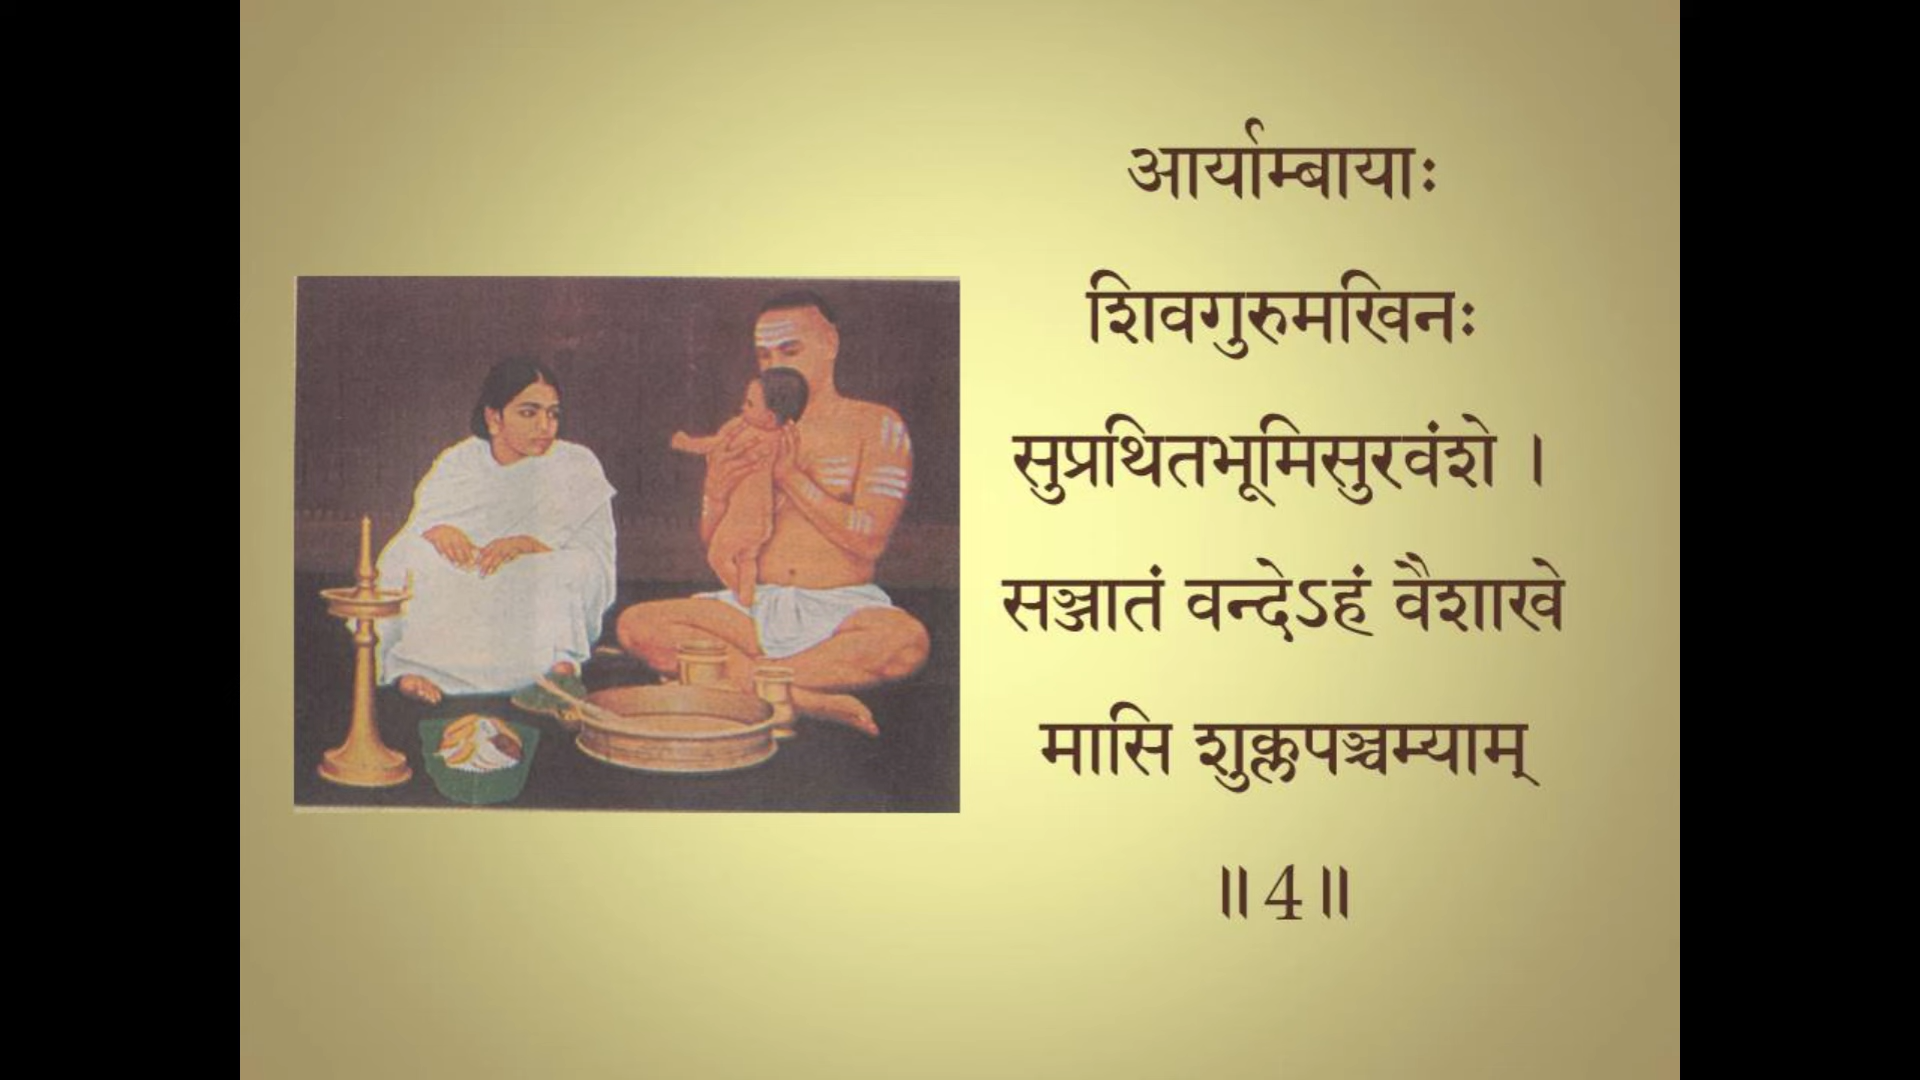 आर्याम्बायाः
शिवगुरुमखिनः
सुप्रथितभूमिसुरवंशे ।
सञ्जातं वन्देऽहं वैशाखे
मासि शुक्लपञ्चम्याम्
॥4॥